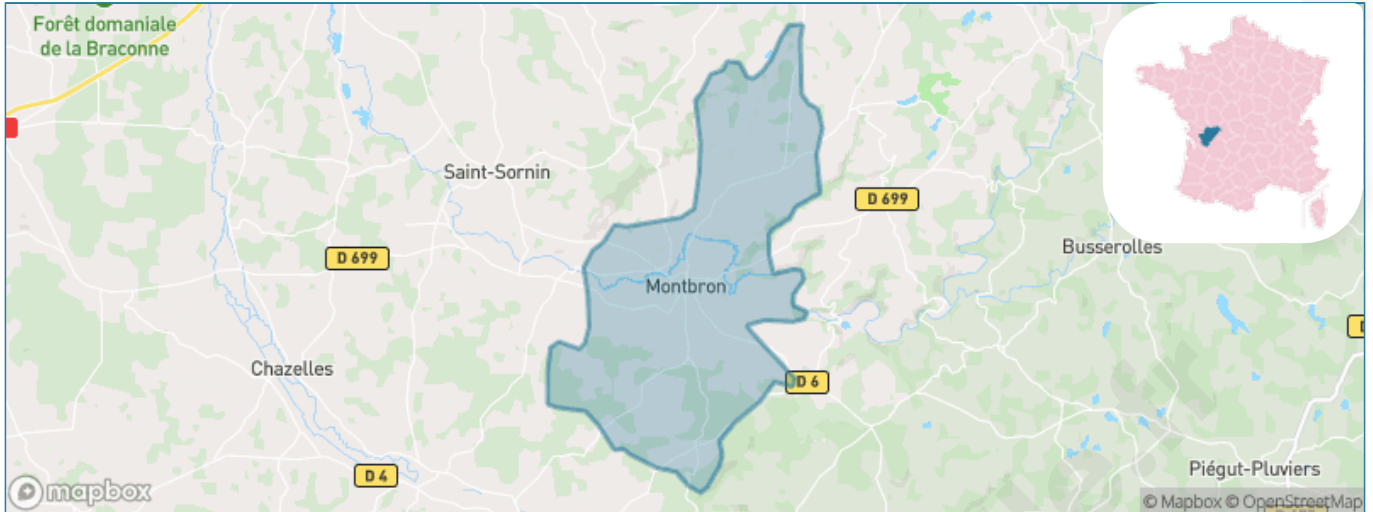 Forêt domaniale
de la Braconne
Saint-Sornin
D 699
D 699
Busserolles
Montbron
Chazelles
D 6
D 4
Piégut-Pluviers
mapbox
© Mapbox © OpenStreetMap